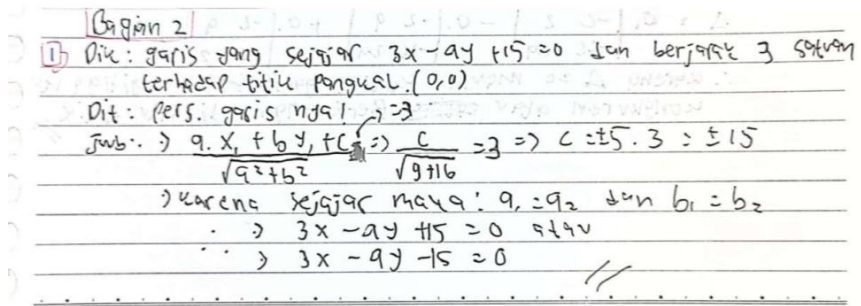 Bagian 2
1 Dik : garis yang sejajar 3x - ay + 15 = 0 dan berjarak 3 satuan
terhadap titik pangkal (0,0)
Dit : Pers. garis nya!
Jwb : → a.x₁ + b y₁ + c / √a²+b² = 3 => c / √9+16 = 3 => c = ±5.3 = ±15
→ karena sejajar maka : a₁ = a₂ dan b₁ = b₂
∴ → 3x - ay +15 = 0 atau
→ 3x - ay -15 = 0